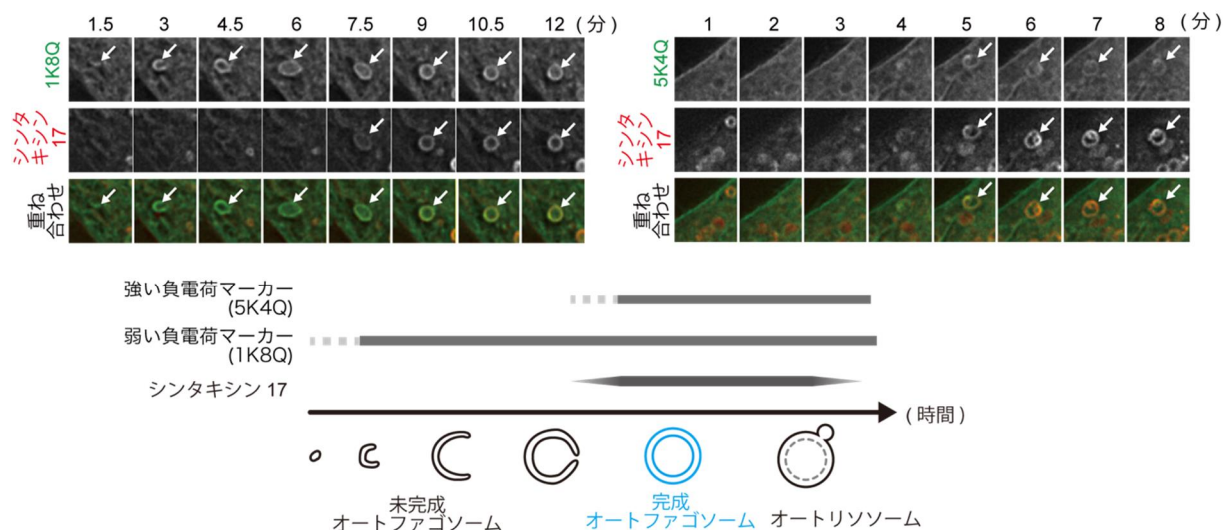 1.5 3 4.5 6 7.5 9 10.5 12 (分)
1K8Q
シンタ
キシン
17
重ね
合わせ
1 2 3 4 5 6 7 8 (分)
5K4Q
シンタ
キシン
17
重ね
合わせ
強い負電荷マーカー
(5K4Q)
弱い負電荷マーカー
(1K8Q)
シンタキシン 17
(時間)
未完成
オートファゴソーム
完成
オートファゴソーム
オートリソソーム